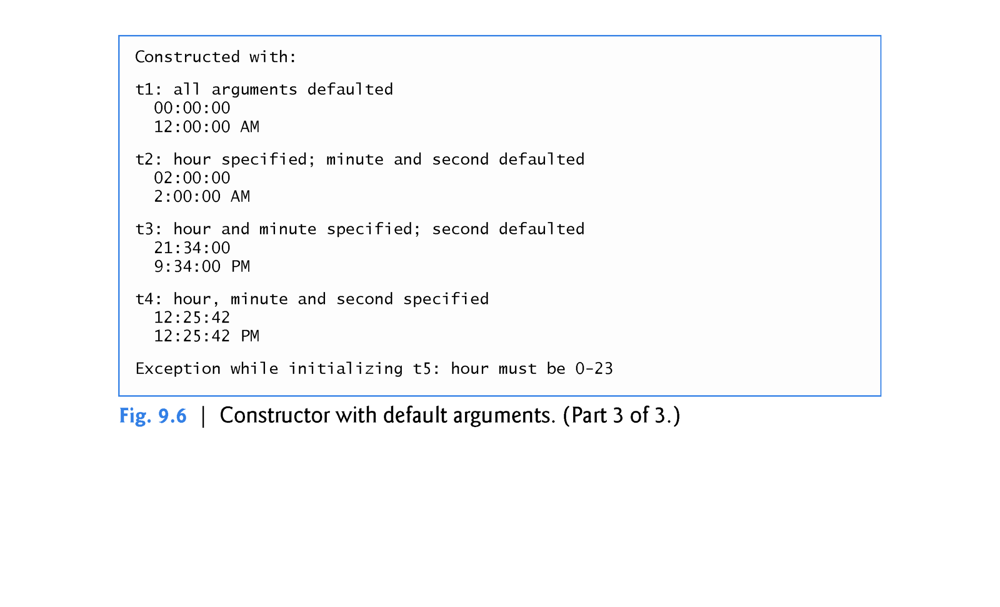 Constructed with:
t1: all arguments defaulted
00:00:00
12:00:00 AM
t2: hour specified; minute and second defaulted
02:00:00
2:00:00 AM
t3: hour and minute specified; second defaulted
21:34:00
9:34:00 PM
t4: hour, minute and second specified
12:25:42
12:25:42 PM
Exception while initializing t5: hour must be 0-23
Fig. 9.6 | Constructor with default arguments. (Part 3 of 3.)